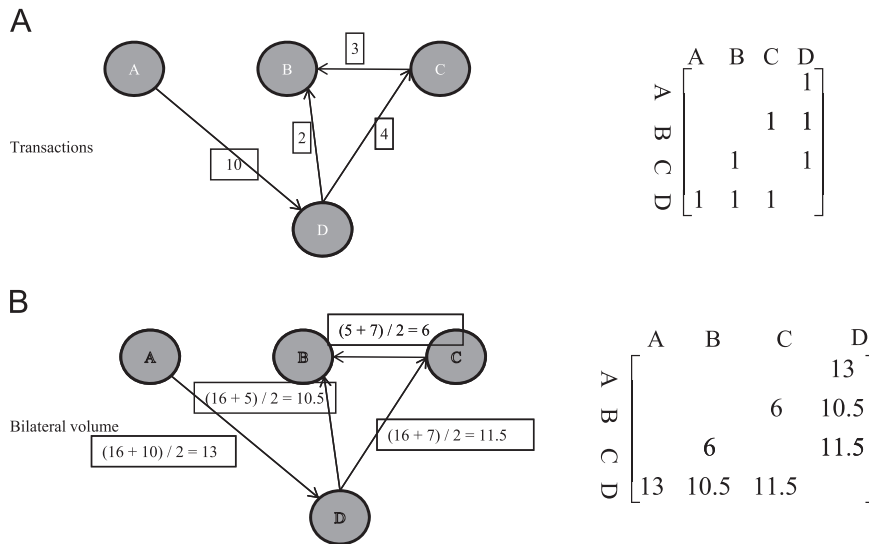 A
A B C
3
A B C D
A 1
B 1 1
Transactions
2 4
10
C 1 1
D 1 1 1
D
B
(5 + 7) / 2 = 6
A B C
A B C D
A 13
(16 + 5) / 2 = 10.5
B 6 10.5
Bilateral volume
(16 + 7) / 2 = 11.5
(16 + 10) / 2 = 13
C 6 11.5
D 13 10.5 11.5
D